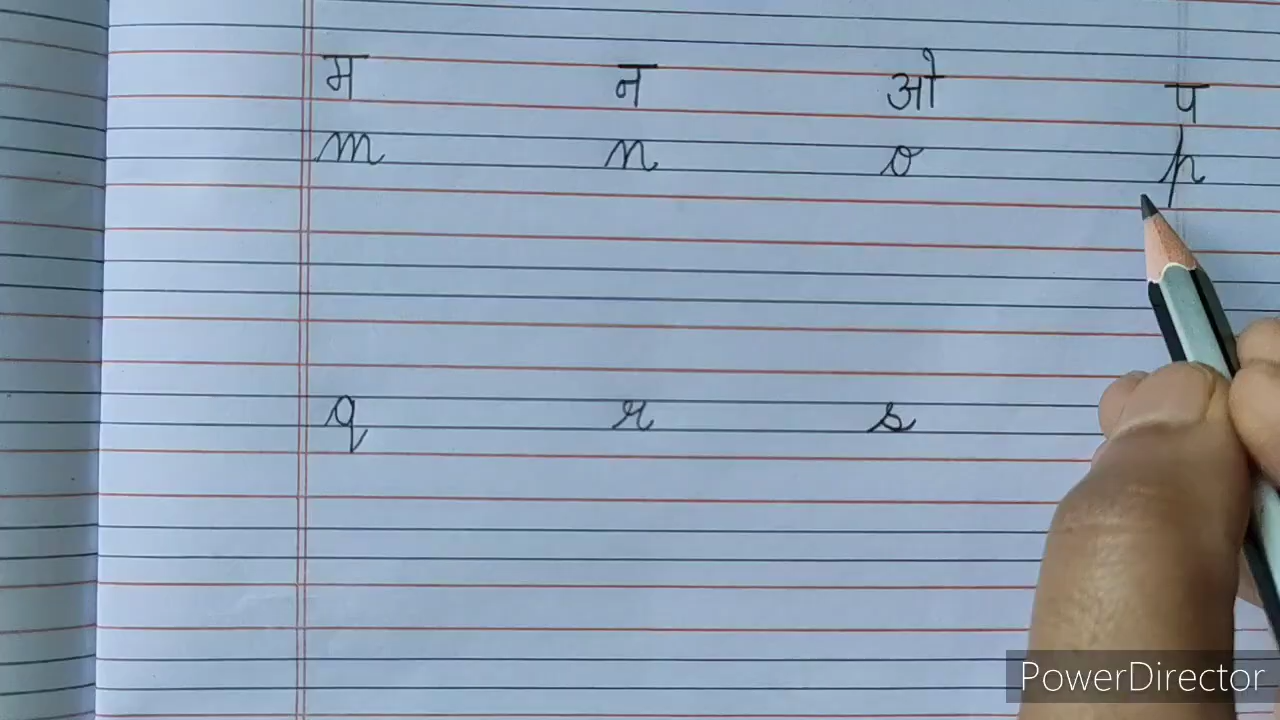 म न ओ प
m n o p
q r s
PowerDirector